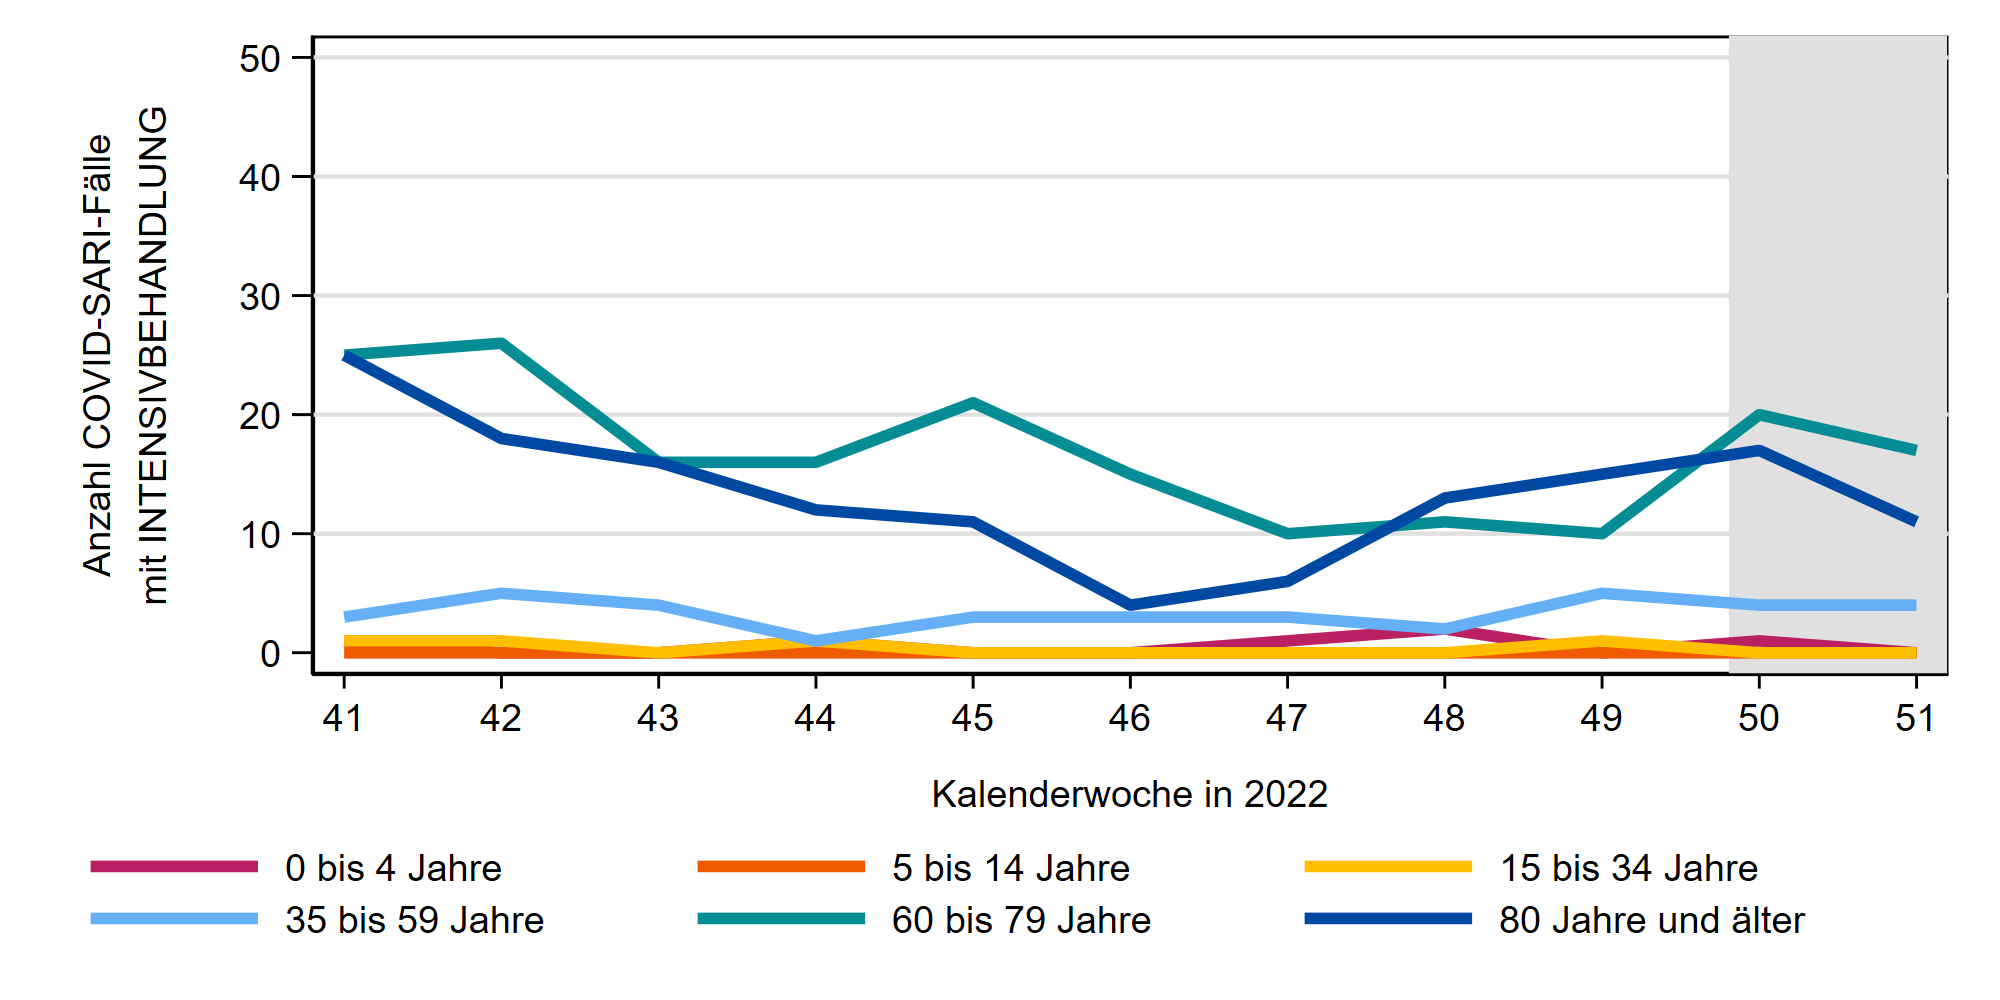 Anzahl COVID-SARI-Fälle
mit INTENSIVBEHANDLUNG
50
40
30
20
10
0
41 42 43 44 45 46 47 48 49 50 51
Kalenderwoche in 2022
0 bis 4 Jahre 5 bis 14 Jahre 15 bis 34 Jahre
35 bis 59 Jahre 60 bis 79 Jahre 80 Jahre und älter